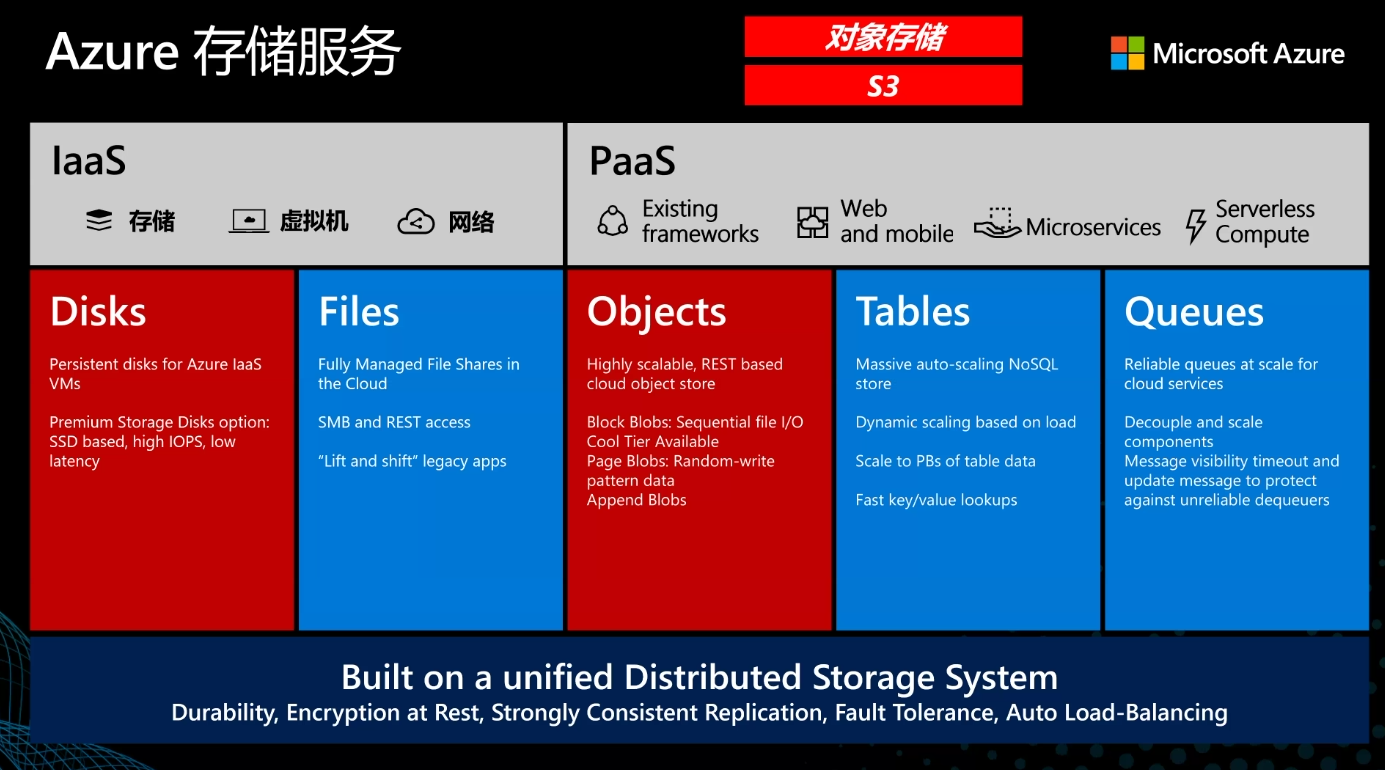 Azure 存储服务
对象存储
S3
Microsoft Azure
IaaS
存储
虚拟机
网络
PaaS
Existing
frameworks
Web
and mobile
Microservices
Serverless
Compute
Disks
Persistent disks for Azure IaaS
VMs
Premium Storage Disks option:
SSD based, high IOPS, low
latency
Files
Fully Managed File Shares in
the Cloud
SMB and REST access
“Lift and shift” legacy apps
Objects
Highly scalable, REST based
cloud object store
Block Blobs: Sequential file I/O
Cool Tier Available
Page Blobs: Random-write
pattern data
Append Blobs
Tables
Massive auto-scaling NoSQL
store
Dynamic scaling based on load
Scale to PBs of table data
Fast key/value lookups
Queues
Reliable queues at scale for
cloud services
Decouple and scale
components
Message visibility timeout and
update message to protect
against unreliable dequeuers
Built on a unified Distributed Storage System
Durability, Encryption at Rest, Strongly Consistent Replication, Fault Tolerance, Auto Load-Balancing